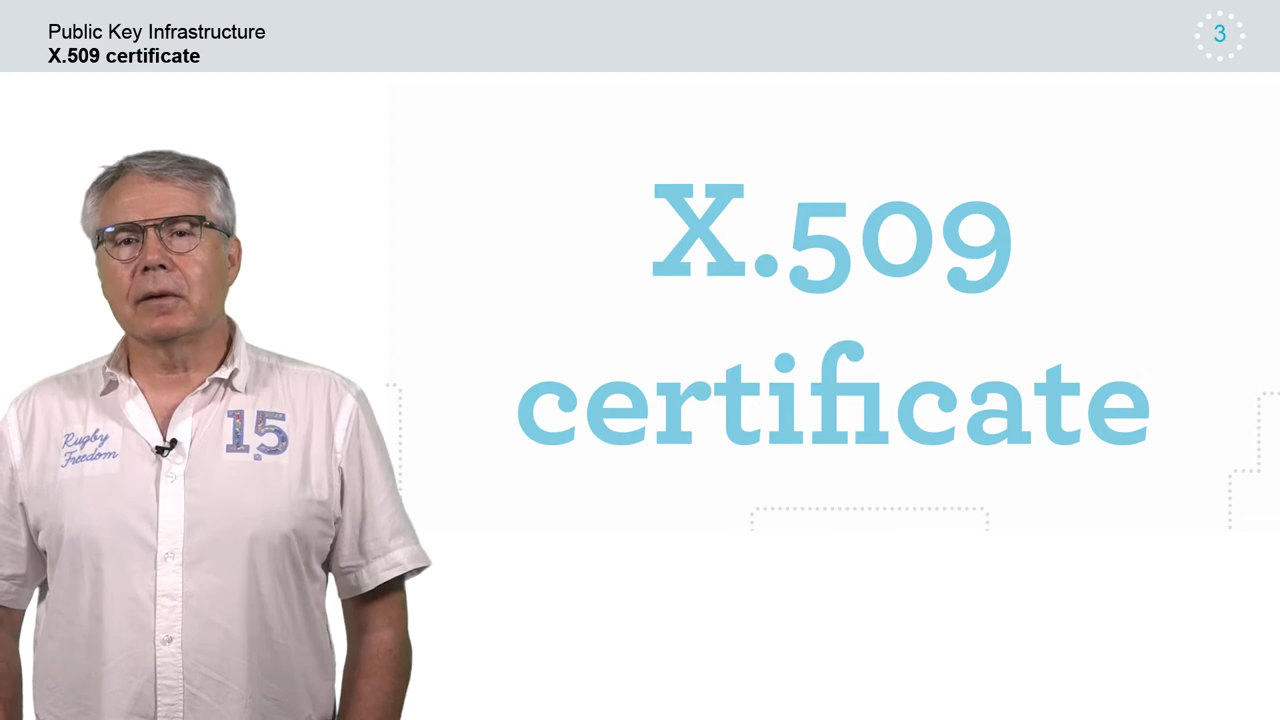 Public Key Infrastructure
X.509 certificate
3
X.509
certificate
Rugby
Freedom
15